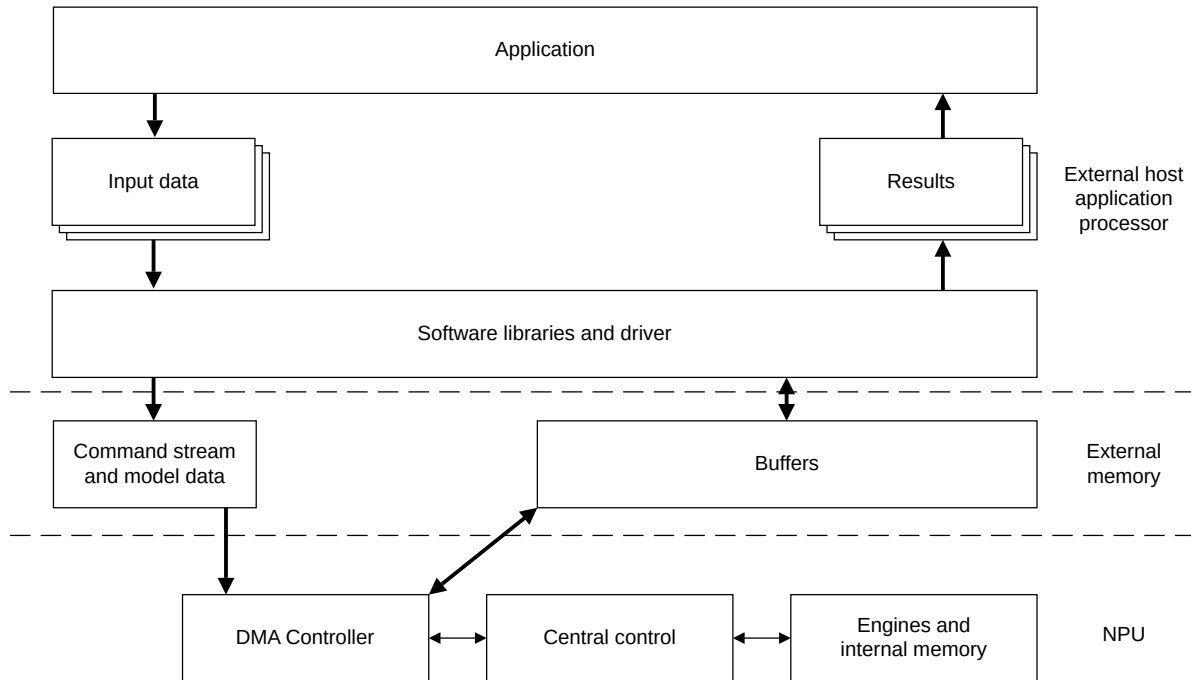 Application
Input data
Results
External host
application
processor
Software libraries and driver
Command stream
and model data
Buffers
External
memory
DMA Controller
Central control
Engines and
internal memory
NPU